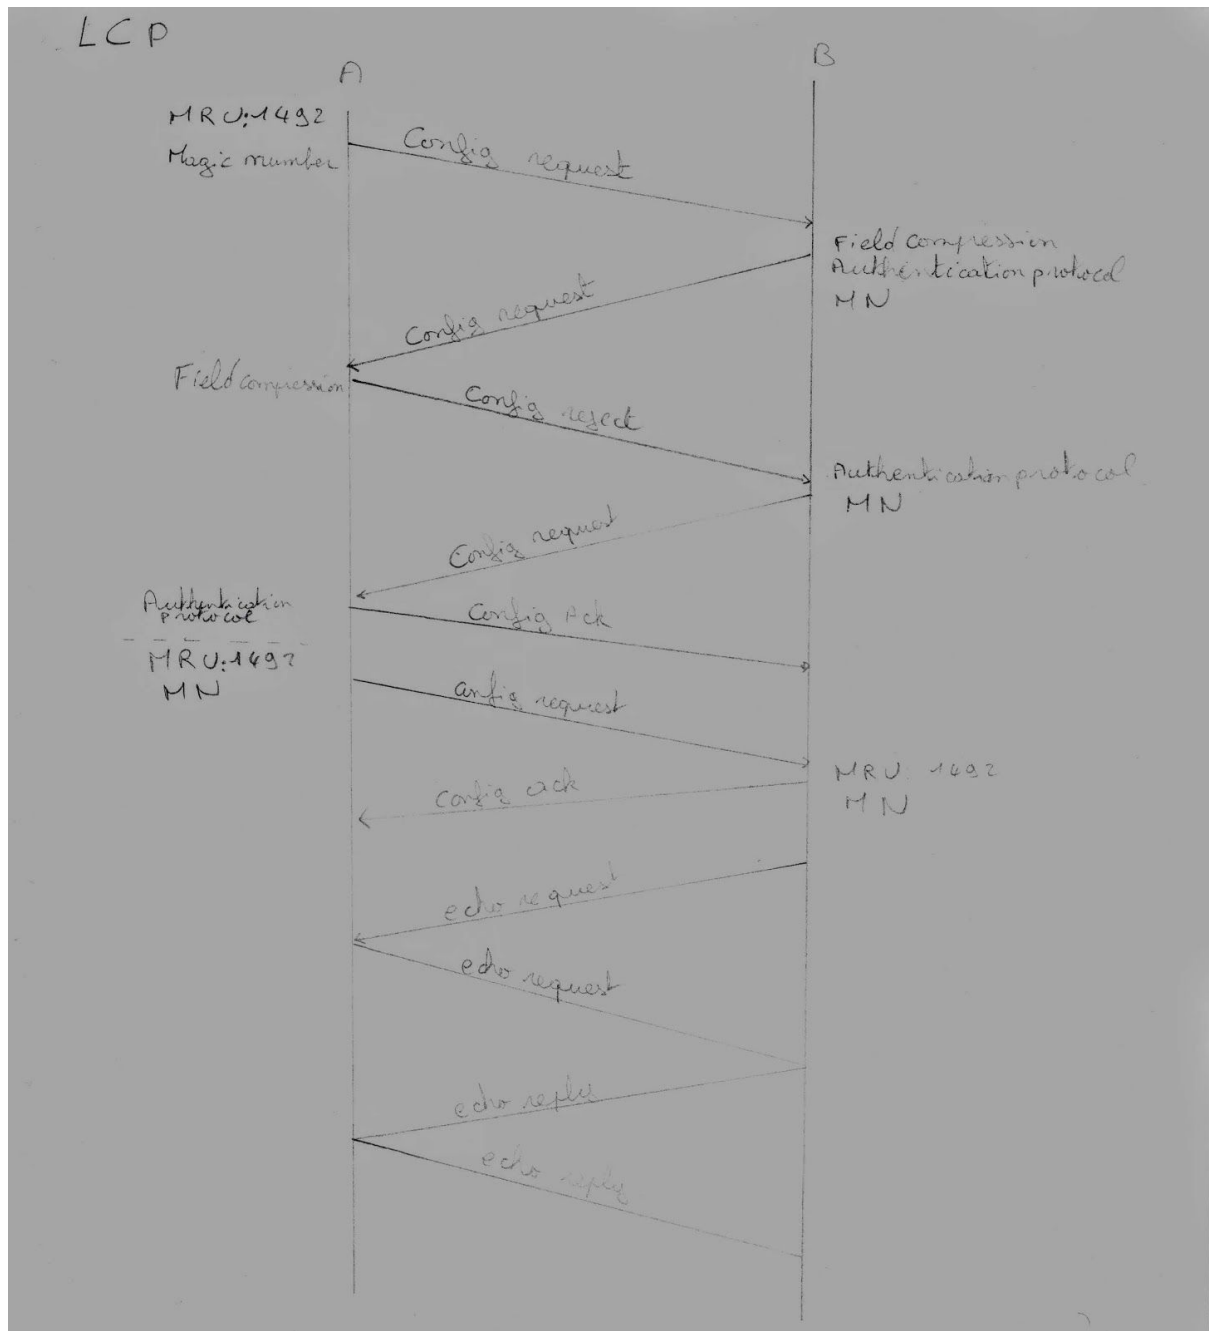 LCP
A
B
MRU:1492
Magic number
Config request
Field compression
Authentication protocol
MN
Config request
Field compression
Config reject
Authentication protocol
MN
Config request
Authentication
protocol
Config Ack
MRU:1492
MN
Config request
MRU: 1492
MN
Config ack
echo request
echo request
echo reply
echo reply